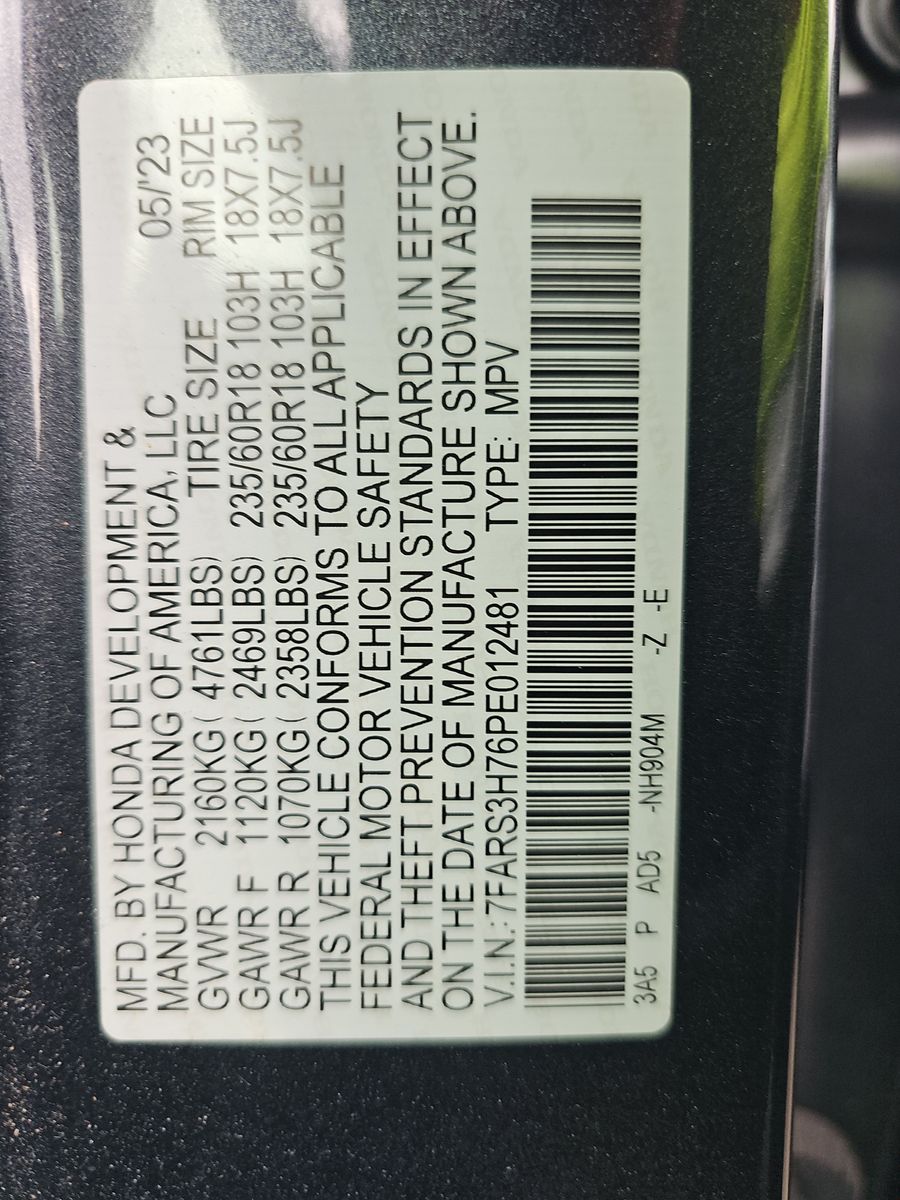 MFD. BY HONDA DEVELOPMENT &
MANUFACTURING OF AMERICA, LLC 05/'23
GVWR 2160KG( 4761LBS) TIRE SIZE RIM SIZE
GAWR F 1120KG( 2469LBS) 235/60R18 103H 18X7.5J
GAWR R 1070KG( 2358LBS) 235/60R18 103H 18X7.5J
THIS VEHICLE CONFORMS TO ALL APPLICABLE
FEDERAL MOTOR VEHICLE SAFETY
AND THEFT PREVENTION STANDARDS IN EFFECT
ON THE DATE OF MANUFACTURE SHOWN ABOVE.
V.I.N.:7FARS3H76PE012481 TYPE: MPV
3A5 P AD5 -NH904M -Z -E